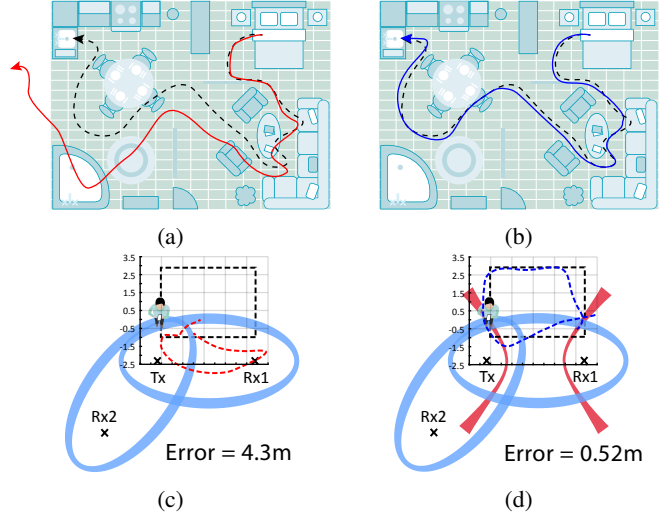 (a)
(b)
3.5
2.5
1.5
0.5
-0.5
-1.5
-2.5
Tx
Rx1
Rx2
Error = 4.3m
3.5
2.5
1.5
0.5
-0.5
-1.5
-2.5
Tx
Rx1
Rx2
Error = 0.52m
(c)
(d)